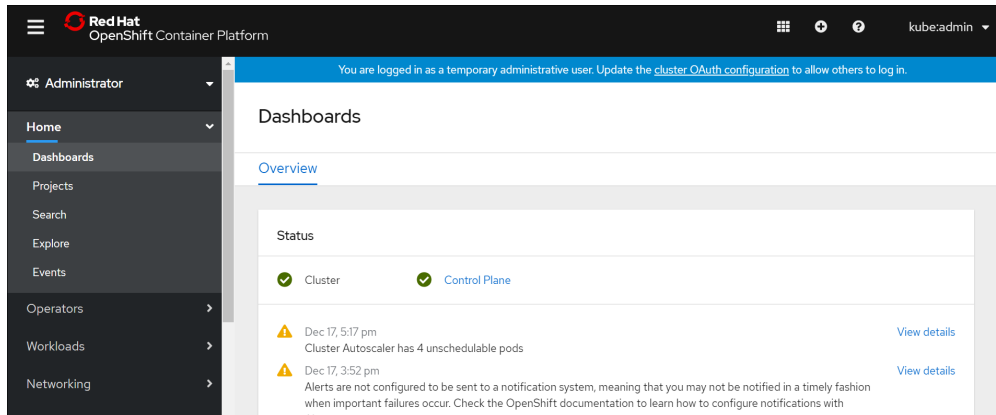 Red Hat
OpenShift Container Platform
kube:admin
Administrator
You are logged in as a temporary administrative user. Update the cluster OAuth configuration to allow others to log in.
Home
Dashboards
Projects
Search
Explore
Events
Operators
Workloads
Networking
Dashboards
Overview
Status
Cluster
Control Plane
Dec 17, 5:17 pm
View details
Cluster Autoscaler has 4 unschedulable pods
Dec 17, 3:52 pm
View details
Alerts are not configured to be sent to a notification system, meaning that you may not be notified in a timely fashion
when important failures occur. Check the OpenShift documentation to learn how to configure notifications with